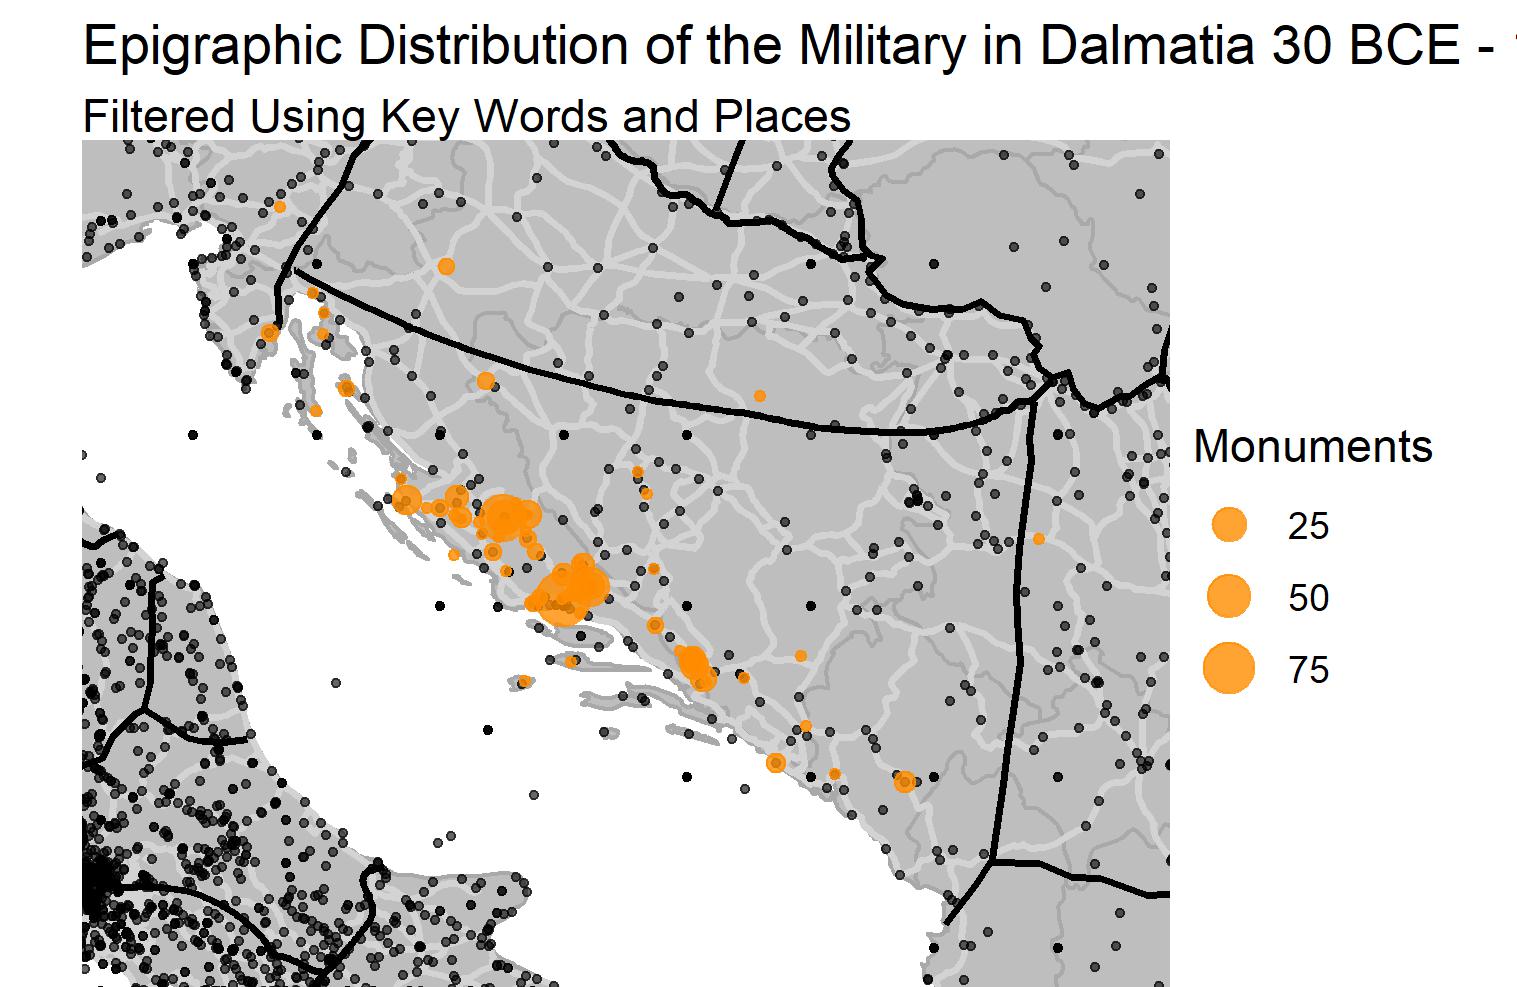 Epigraphic Distribution of the Military in Dalmatia 30 BCE -
Filtered Using Key Words and Places
Monuments
25
50
75